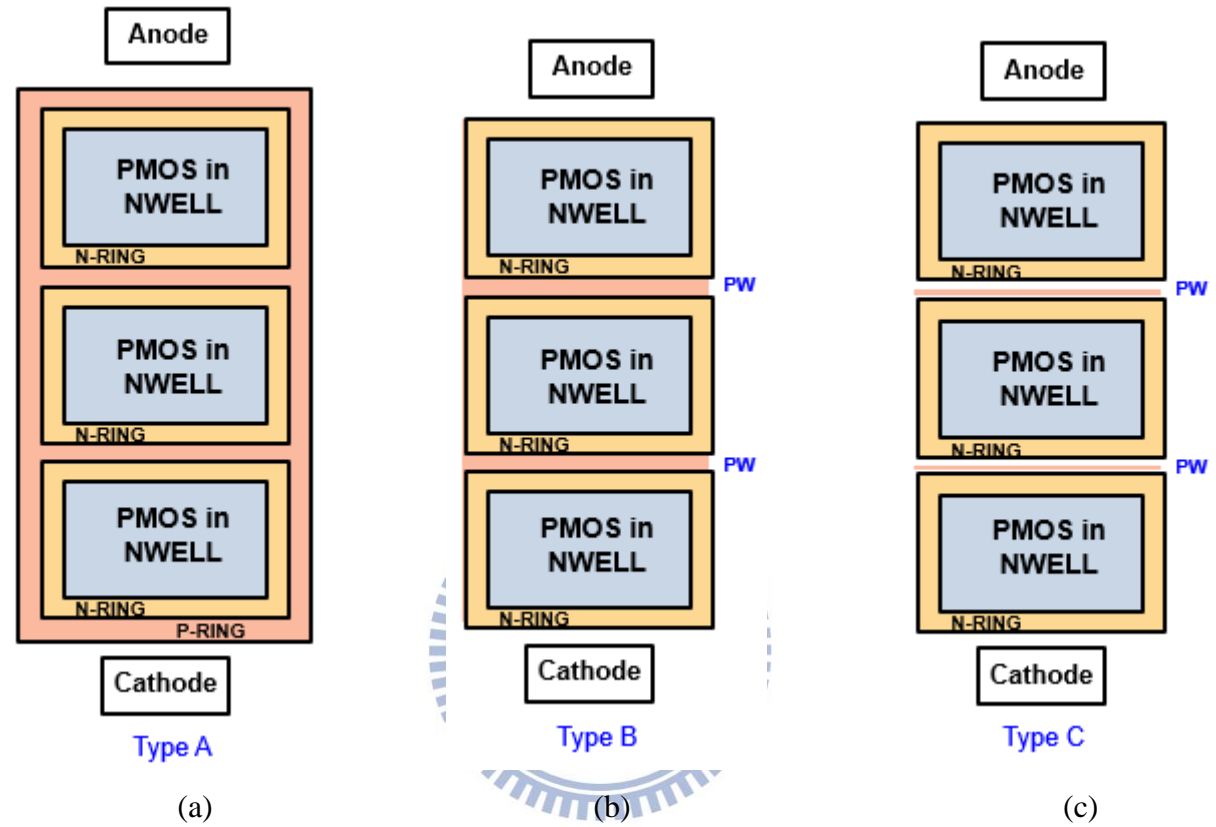 Anode
PMOS in
NWELL
N-RING
PMOS in
NWELL
N-RING
PMOS in
NWELL
N-RING
P-RING
Cathode
Type A
(a)
Anode
PMOS in
NWELL
N-RING
PW
PMOS in
NWELL
N-RING
PW
PMOS in
NWELL
N-RING
Cathode
Type B
(b)
Anode
PMOS in
NWELL
N-RING
PW
PMOS in
NWELL
N-RING
PW
PMOS in
NWELL
N-RING
Cathode
Type C
(c)